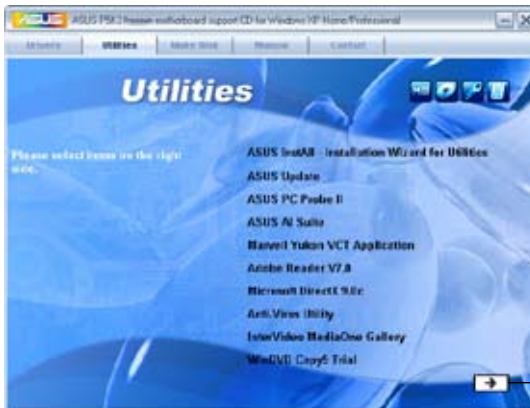 ASUS
ASUS P5K3 Premium motherboard support CD for Windows XP Home/Professional
Drivers Utilities Make Disk Manual Contact
Utilities
Please select items on the right side.
ASUS InstAll - Installation Wizard for Utilities
ASUS Update
ASUS PC Probe II
ASUS AI Suite
Marvell Yukon VCT Application
Adobe Reader V7.0
Microsoft DirectX 9.0c
Anti-Virus Utility
InterVideo MediaOne Gallery
WinDVD Copy5 Trial